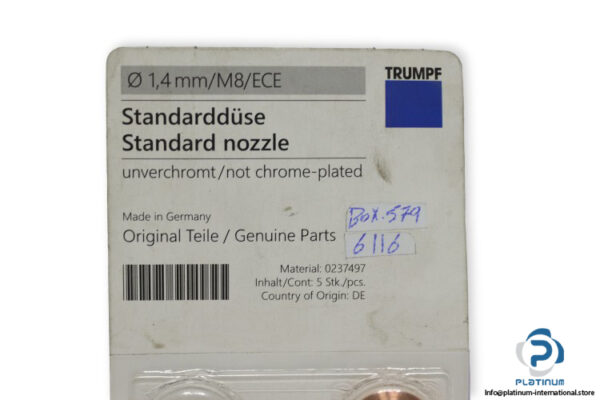 Ø 1,4 mm/M8/ECE
TRUMPF
Standarddüse
Standard nozzle
unverchromt/not chrome-plated
Made in Germany
Original Teile / Genuine Parts
Box.579
6116
Material: 0237497
Inhalt/Cont: 5 Stk./pcs.
Country of Origin: DE
PLATINUM
Info@platinum-international.store